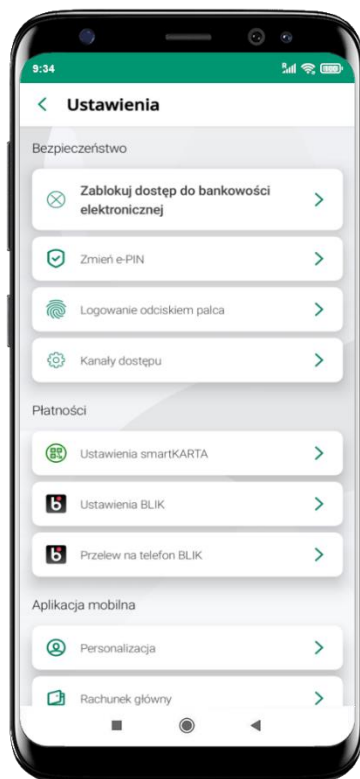 9:34
Ustawienia
Bezpieczeństwo
Zablokuj dostęp do bankowości
elektronicznej
Zmień e-PIN
Logowanie odciskiem palca
Kanały dostępu
Płatności
Ustawienia smartKARTA
Ustawienia BLIK
Przelew na telefon BLIK
Aplikacja mobilna
Personalizacja
Rachunek główny